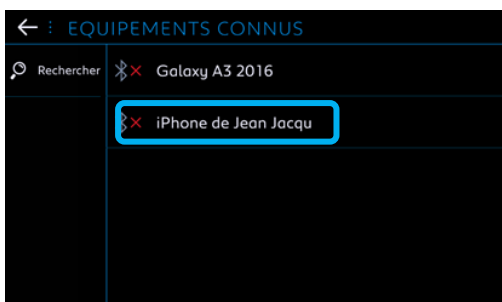 EQUIPEMENTS CONNUS
Rechercher
Galaxy A3 2016
iPhone de Jean Jacqu